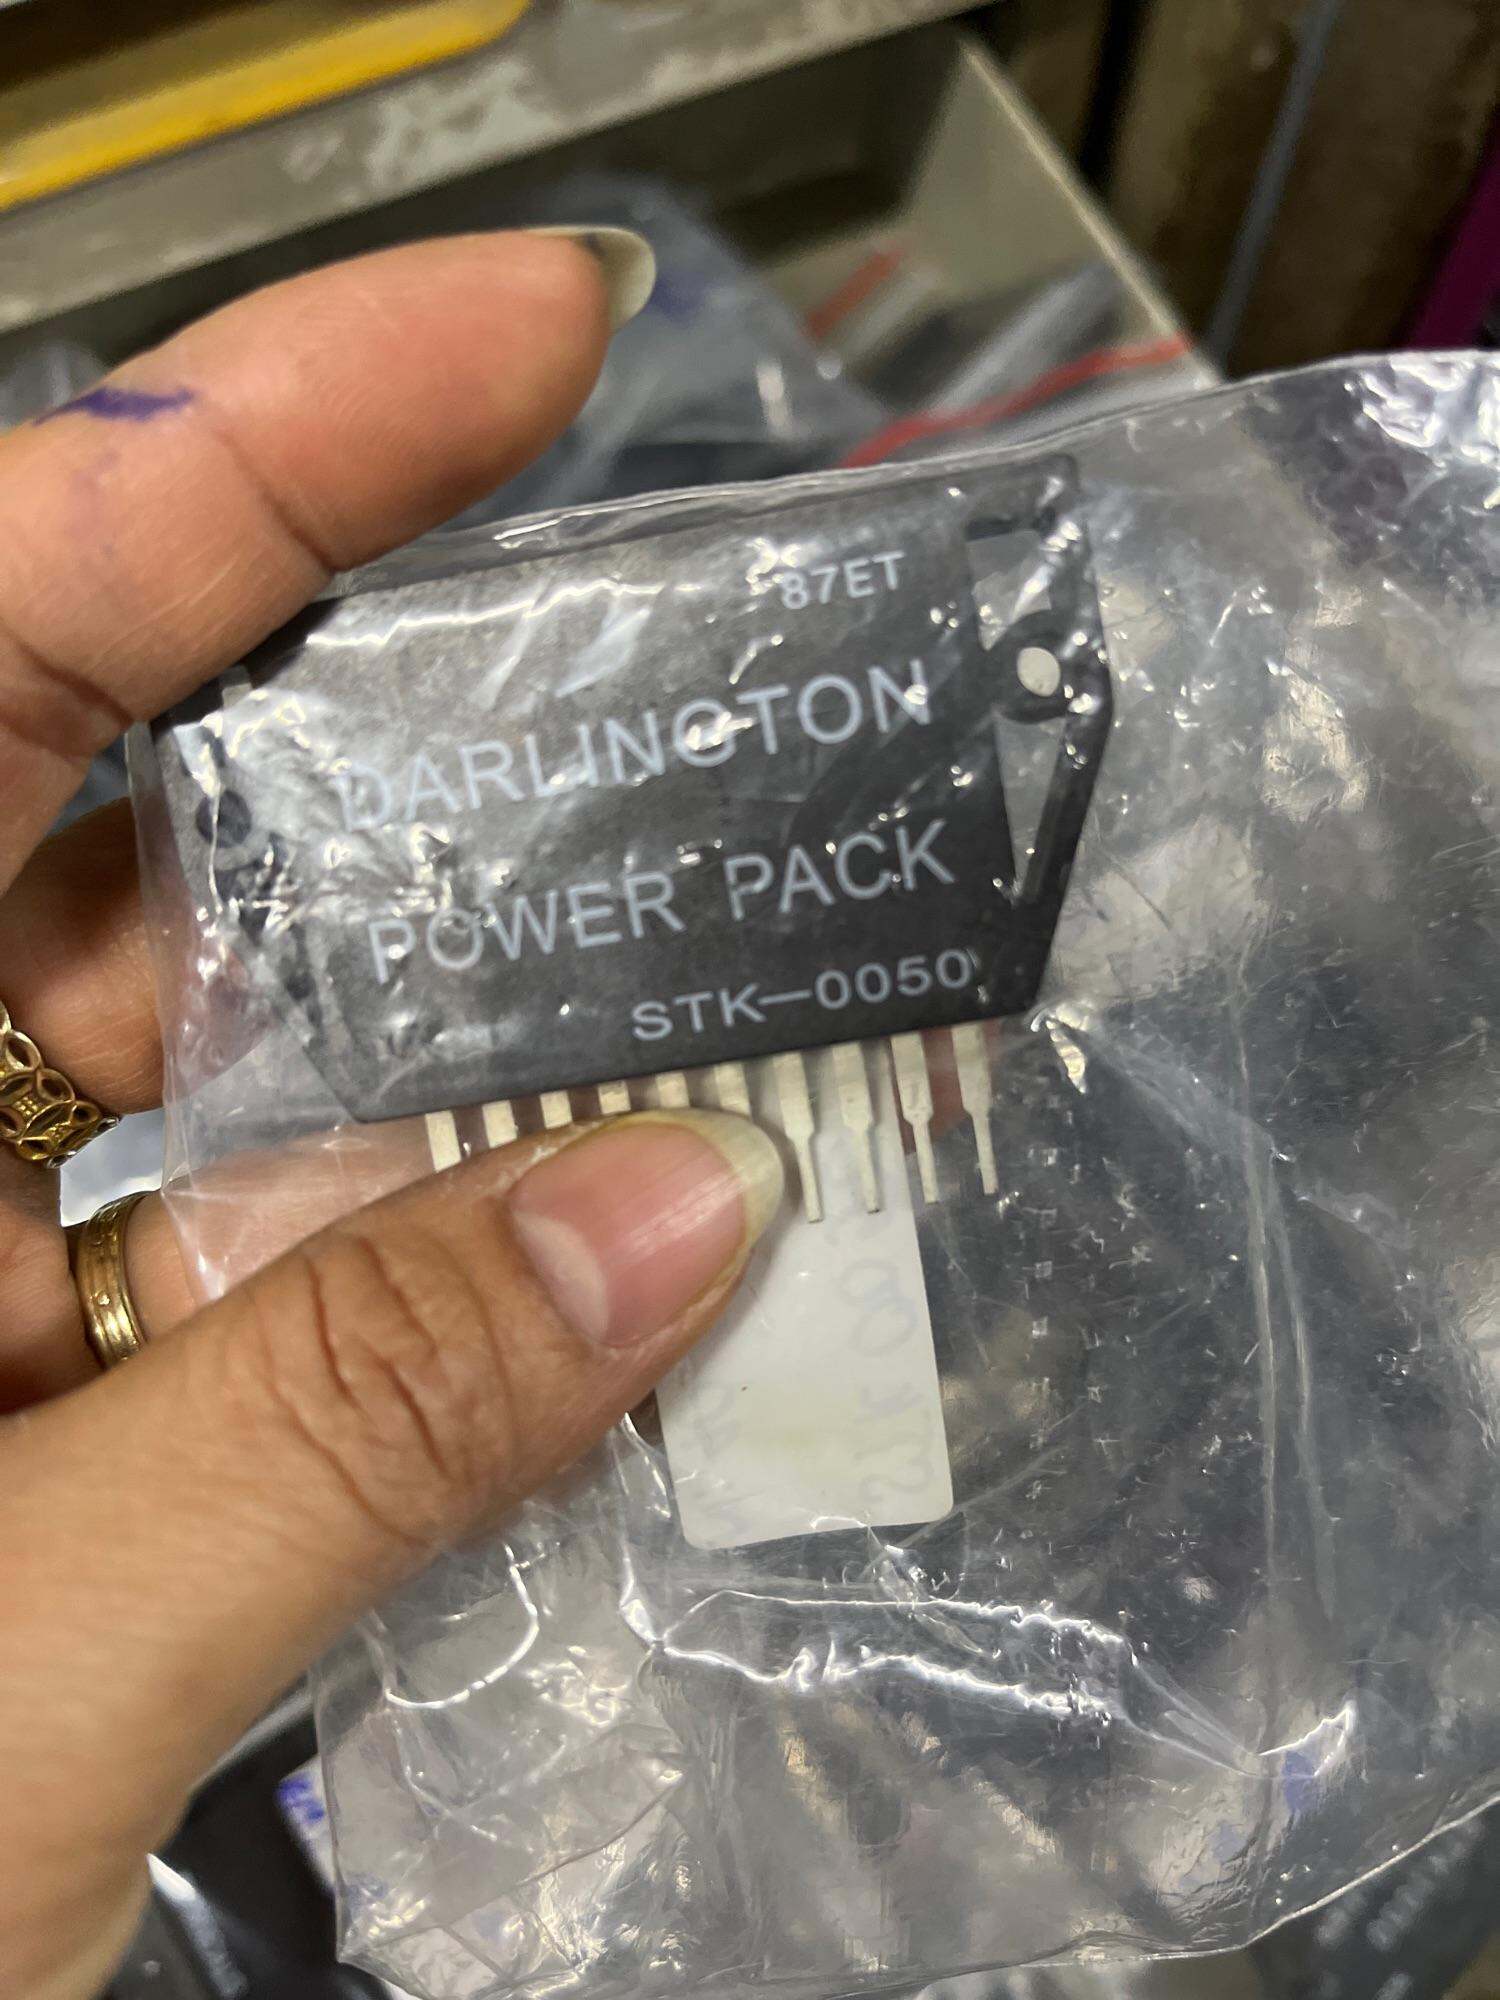 87ET
DARLINGTON
POWER PACK
STK-0050